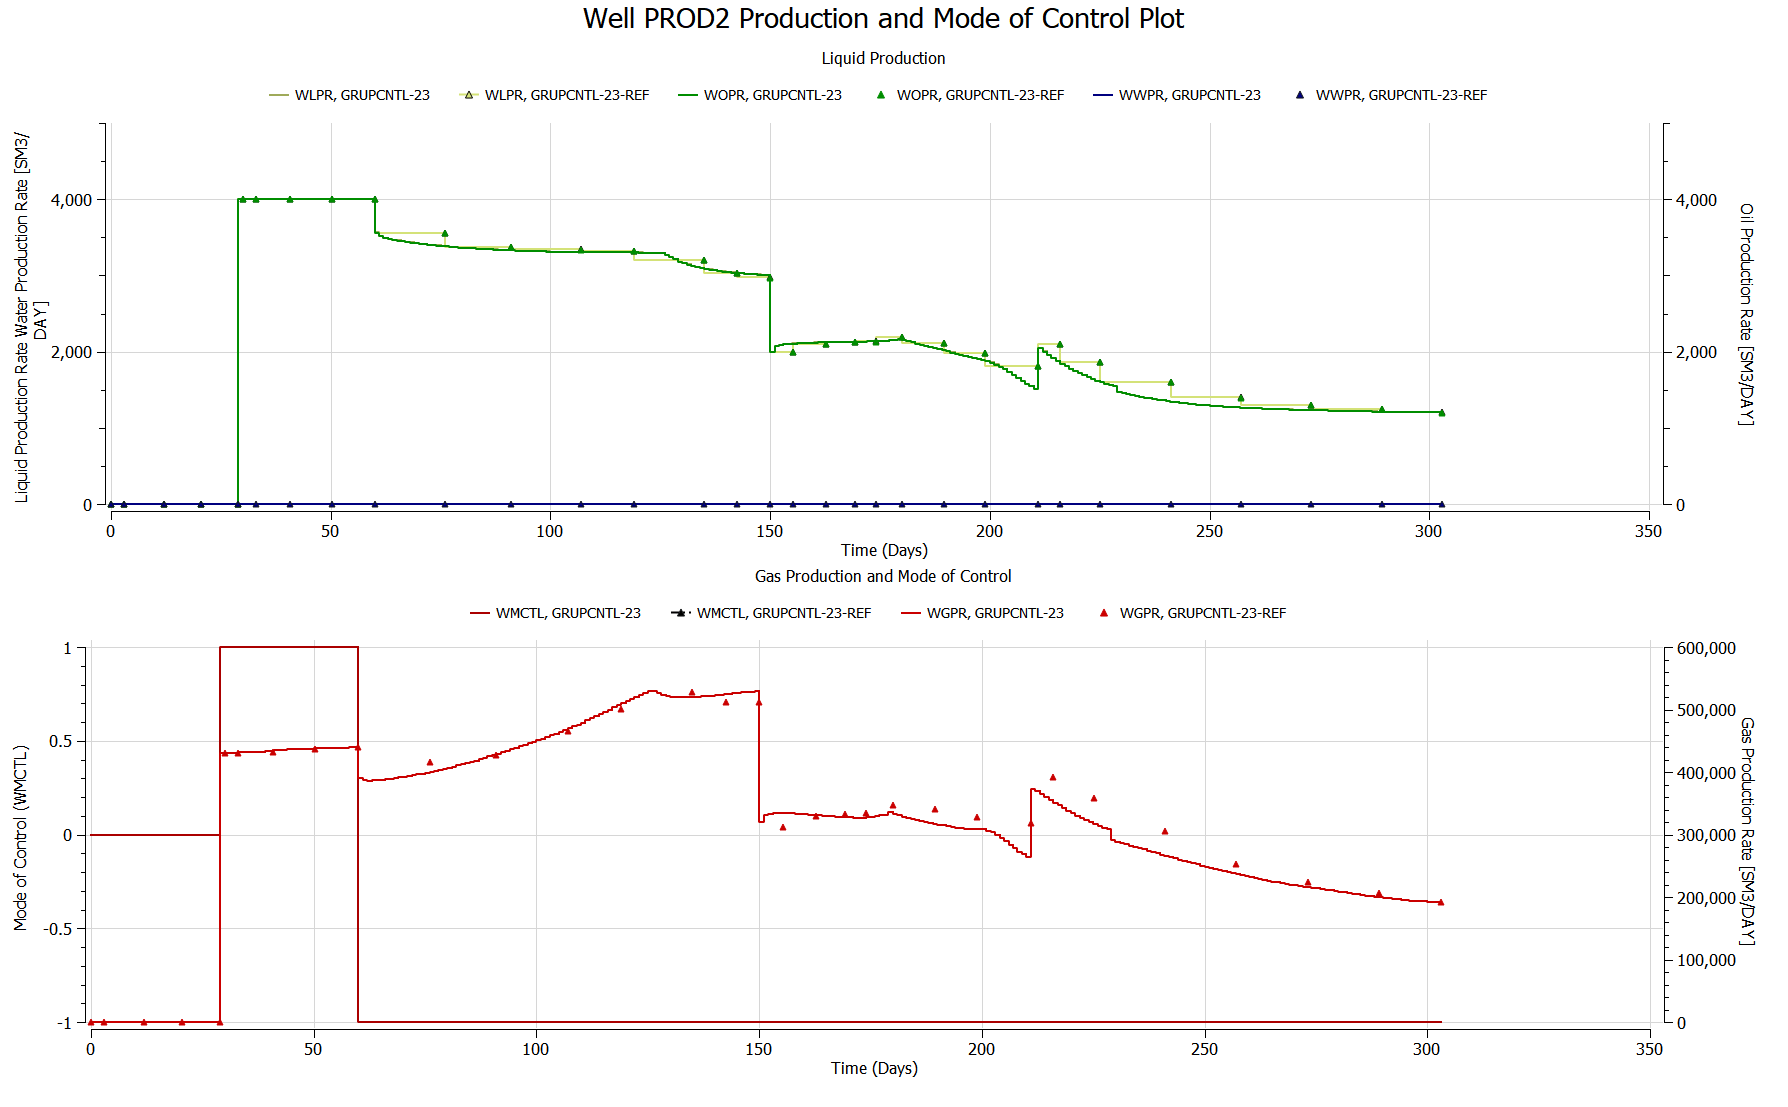 Well PROD2 Production and Mode of Control Plot
Liquid Production
WLPR, GRUPCNTL-23 WLPR, GRUPCNTL-23-REF WOPR, GRUPCNTL-23 WOPR, GRUPCNTL-23-REF WWPR, GRUPCNTL-23 WWPR, GRUPCNTL-23-REF
Liquid Production Rate Water Production Rate [SM3/
DAY]
4,000
2,000
0
4,000
2,000
0
Oil Production Rate [SM3/DAY]
0 50 100 150 200 250 300 350
Time (Days)
Gas Production and Mode of Control
WMCTL, GRUPCNTL-23 WMCTL, GRUPCNTL-23-REF WGPR, GRUPCNTL-23 WGPR, GRUPCNTL-23-REF
Mode of Control (WMCTL)
1
0.5
0
-0.5
-1
600,000
500,000
400,000
300,000
200,000
100,000
0
Gas Production Rate [SM3/DAY]
0 50 100 150 200 250 300 350
Time (Days)